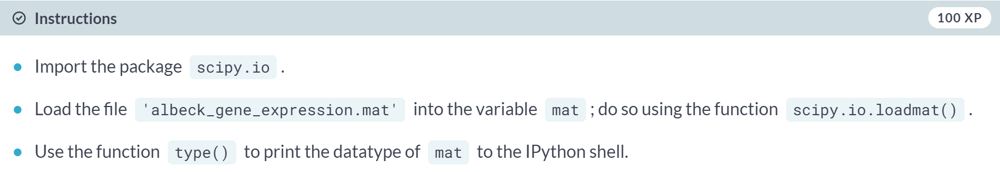 Instructions 100 XP
Import the package scipy.io .
Load the file 'albeck_gene_expression.mat' into the variable mat ; do so using the function scipy.io.loadmat() .
Use the function type() to print the datatype of mat to the IPython shell.